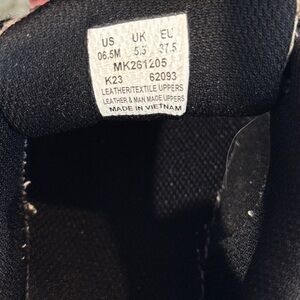 US UK EU
06.5M 5.5 37.5
MK261205
K23 62093
LEATHER/TEXTILE UPPERS
LEATHER & MAN MADE UPPERS
MADE IN VIETNAM